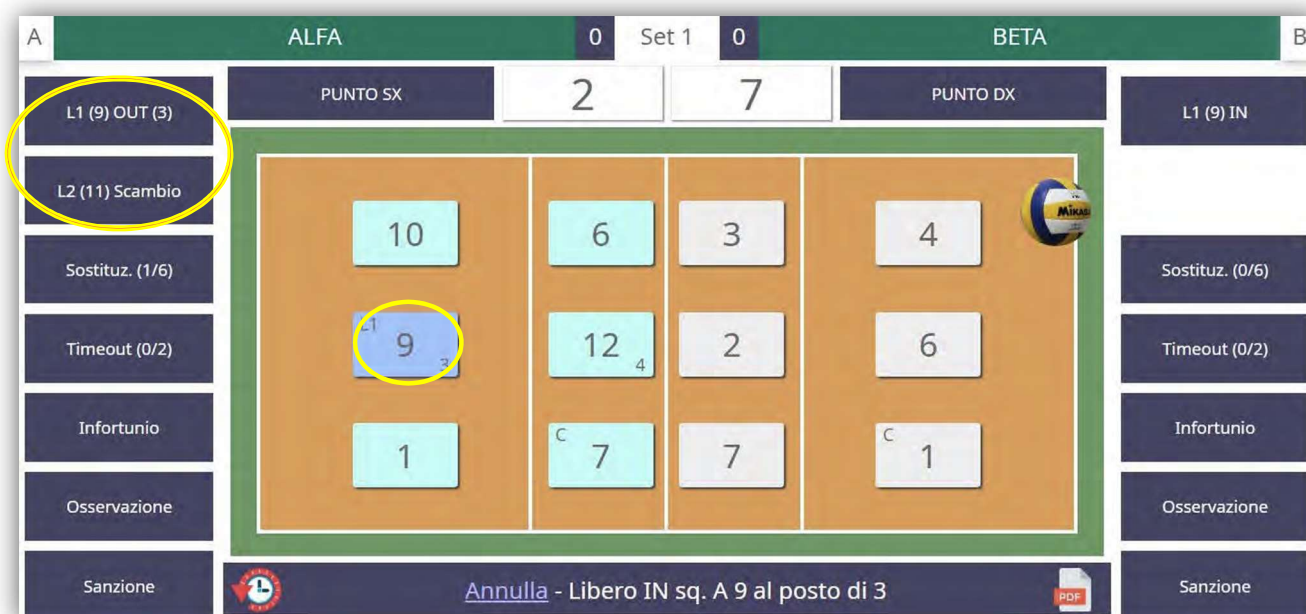 A ALFA 0 Set 1 0 BETA B
PUNTO SX 2 7 PUNTO DX
L1 (9) OUT (3)
L2 (11) Scambio
Sostituz. (1/6)
Timeout (0/2)
Infortunio
Osservazione
Sanzione
10 6 3 4
MIKASA
L1
9 12 2 6
3 4
1 C 7 7 C 1
L1 (9) IN
Sostituz. (0/6)
Timeout (0/2)
Infortunio
Osservazione
Sanzione
Annulla - Libero IN sq. A 9 al posto di 3
PDF